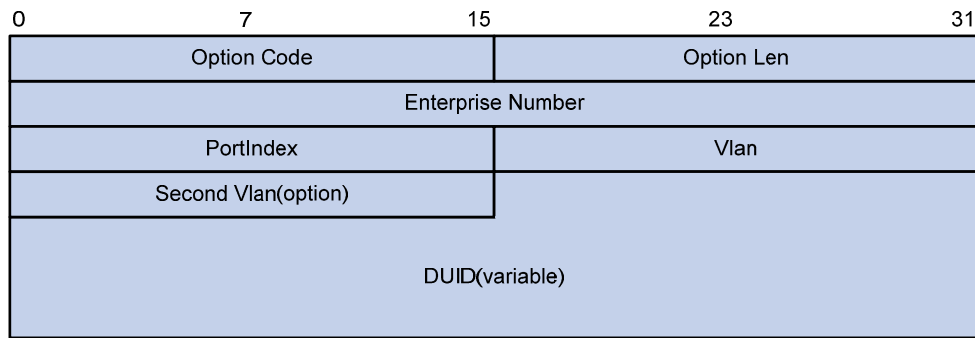 0 7 15 23 31
Option Code Option Len
Enterprise Number
PortIndex Vlan
Second Vlan(option)
DUID(variable)